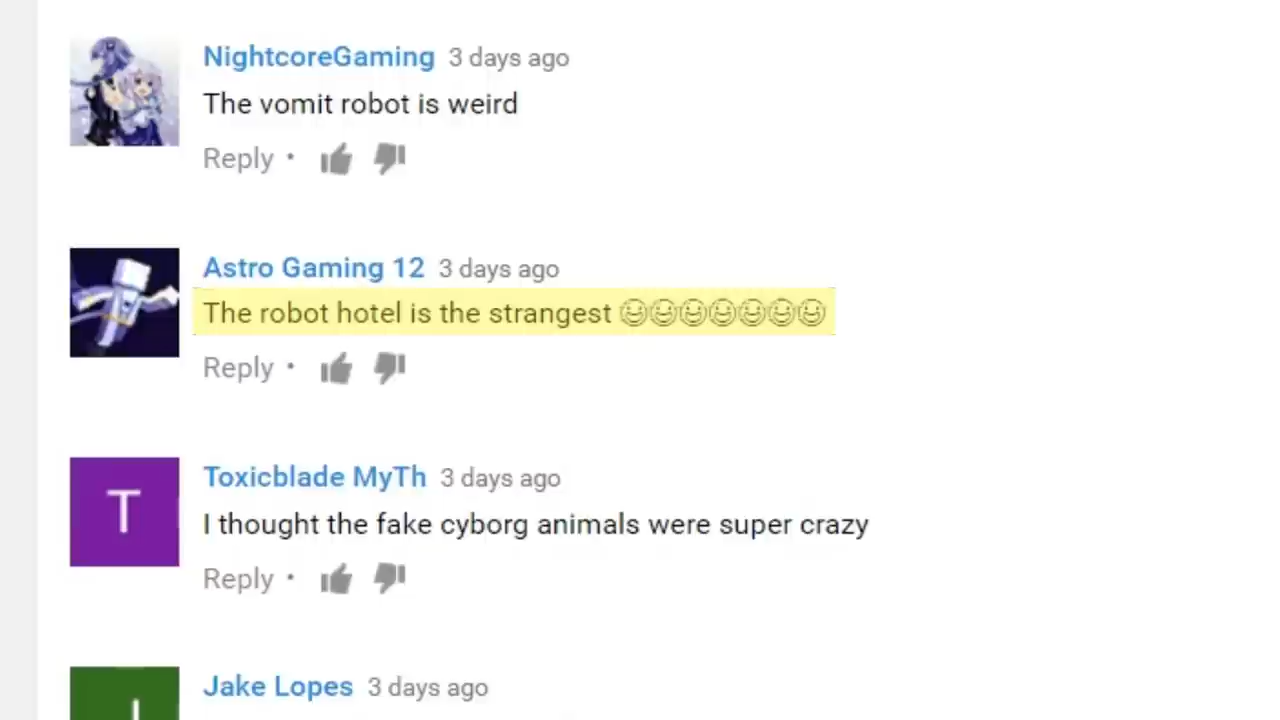 NightcoreGaming 3 days ago
The vomit robot is weird
Reply •
Astro Gaming 12 3 days ago
The robot hotel is the strangest ☺☺☺☺☺☺☺
Reply •
T
Toxicblade MyTh 3 days ago
I thought the fake cyborg animals were super crazy
Reply •
J
Jake Lopes 3 days ago